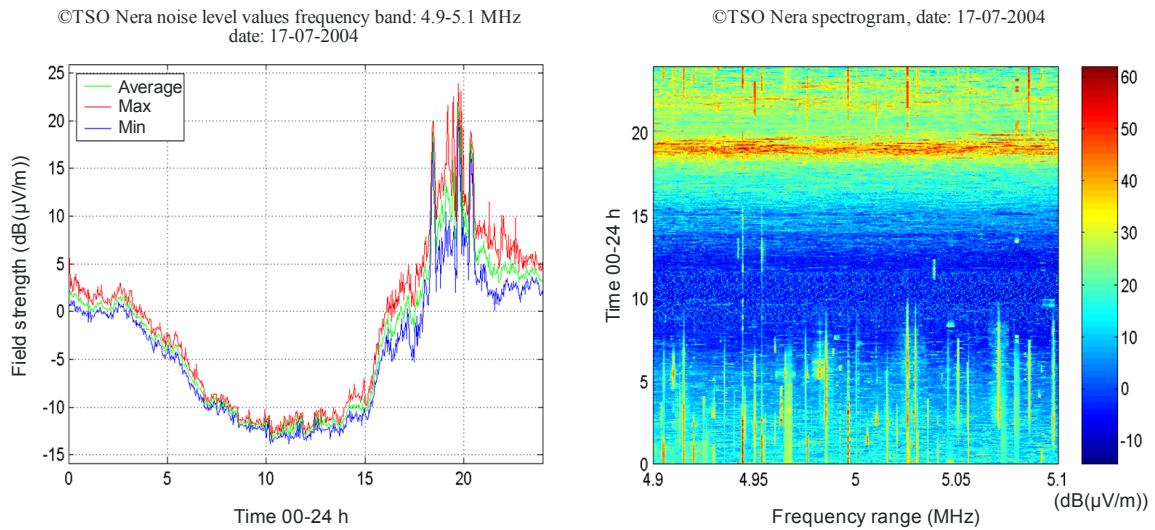 ©TSO Nera noise level values frequency band: 4.9-5.1 MHz
date: 17-07-2004
Field strength (dB(µV/m))
25
20
15
10
5
0
-5
-10
-15
Average
Max
Min
0 5 10 15 20
Time 00-24 h
©TSO Nera spectrogram, date: 17-07-2004
Time 00-24 h
20
15
10
5
0
4.9 4.95 5 5.05 5.1
Frequency range (MHz)
60
50
40
30
20
10
0
-10
(dB(µV/m))